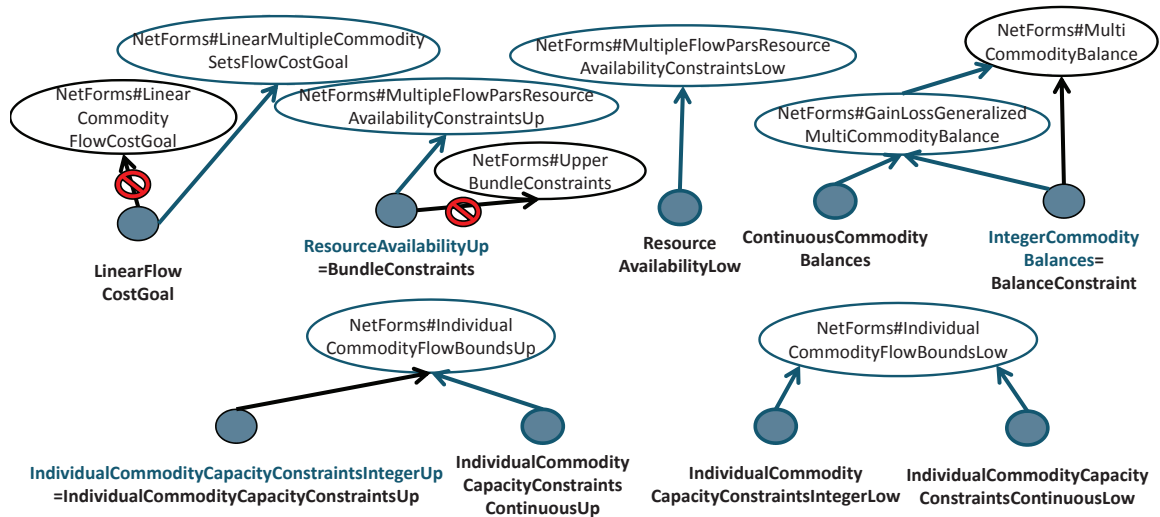 NetForms#LinearMultipleCommodity
SetsFlowCostGoal
NetForms#MultipleFlowParsResource
AvailabilityConstraintsLow
NetForms#Multi
CommodityBalance
NetForms#Linear
Commodity
FlowCostGoal
NetForms#MultipleFlowParsResource
AvailabilityConstraintsUp
NetForms#GainLossGeneralized
MultiCommodityBalance
NetForms#Upper
BundleConstraints
LinearFlow
CostGoal
ResourceAvailabilityUp
=BundleConstraints
Resource
AvailabilityLow
ContinuousCommodity
Balances
IntegerCommodity
Balances=
BalanceConstraint
NetForms#Individual
CommodityFlowBoundsUp
NetForms#Individual
CommodityFlowBoundsLow
IndividualCommodityCapacityConstraintsIntegerUp
=IndividualCommodityCapacityConstraintsUp
IndividualCommodity
CapacityConstraints
ContinuousUp
IndividualCommodity
CapacityConstraintsIntegerLow
IndividualCommodityCapacity
ConstraintsContinuousLow